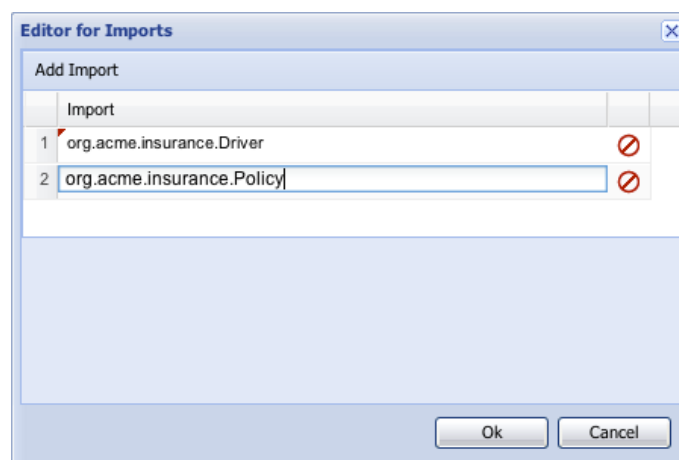 Editor for Imports
Add Import
Import
1 org.acme.insurance.Driver
2 org.acme.insurance.Policy
Ok Cancel